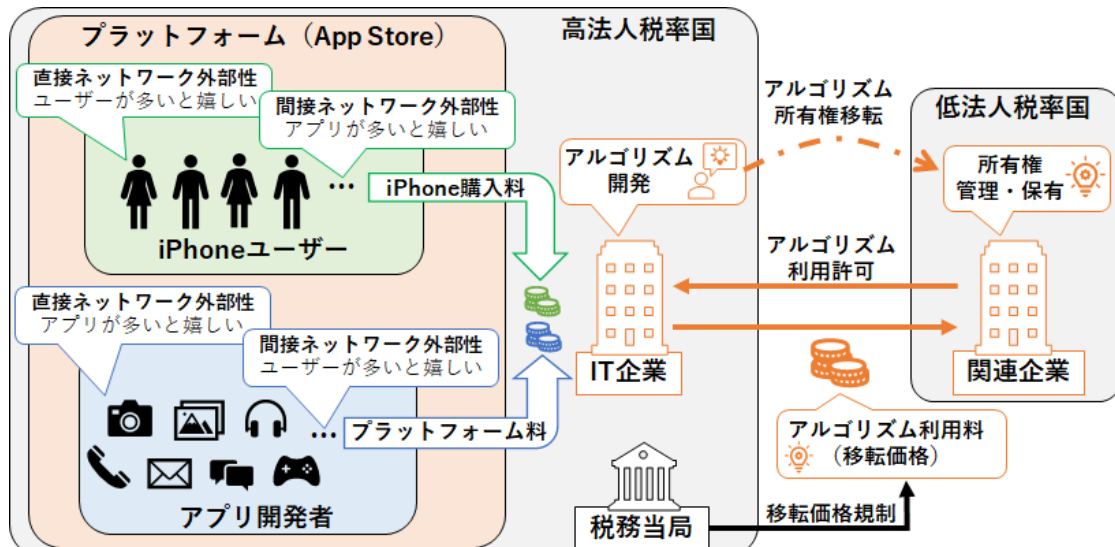 プラットフォーム（App Store）
直接ネットワーク外部性
ユーザーが多いと嬉しい
間接ネットワーク外部性
アプリが多いと嬉しい
…
iPhoneユーザー
iPhone購入料
直接ネットワーク外部性
アプリが多いと嬉しい
間接ネットワーク外部性
ユーザーが多いと嬉しい
…
プラットフォーム料
アプリ開発者
高法人税率国
アルゴリズム
開発
IT企業
税務当局
アルゴリズム
所有権移転
低法人税率国
所有権
管理・保有
アルゴリズム
利用許可
関連企業
アルゴリズム利用料
（移転価格）
移転価格規制